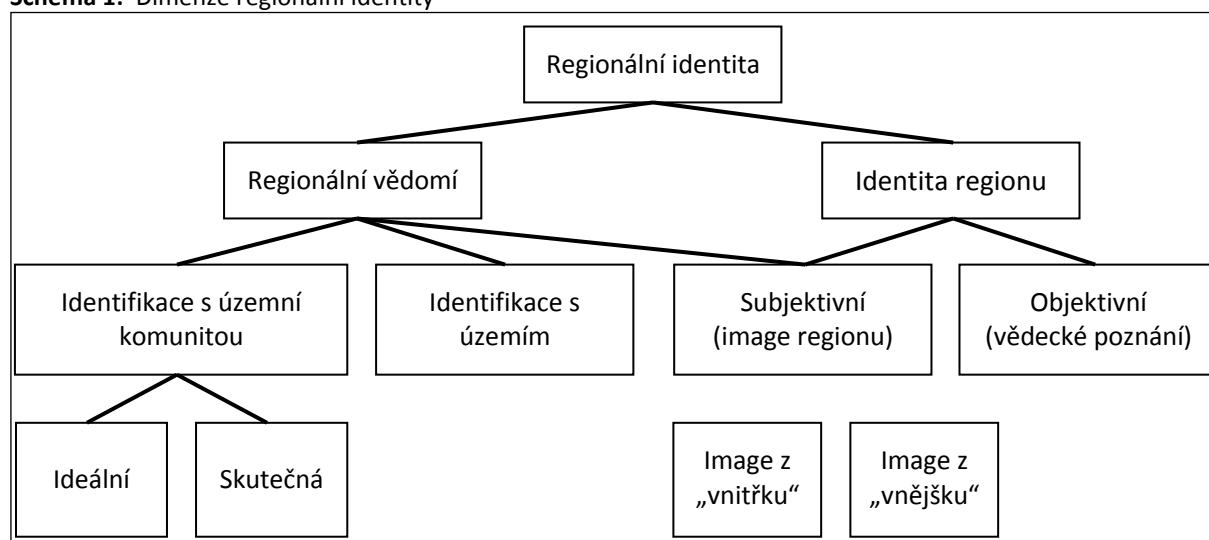 Schéma 1: Dimenze regionální identity
Regionální identita
Regionální vědomí
Identita regionu
Identifikace s územní
komunitou
Identifikace s
územím
Subjektivní
(image regionu)
Objektivní
(vědecké poznání)
Ideální
Skutečná
Image z
„vnitřku“
Image z
„vnějšku“